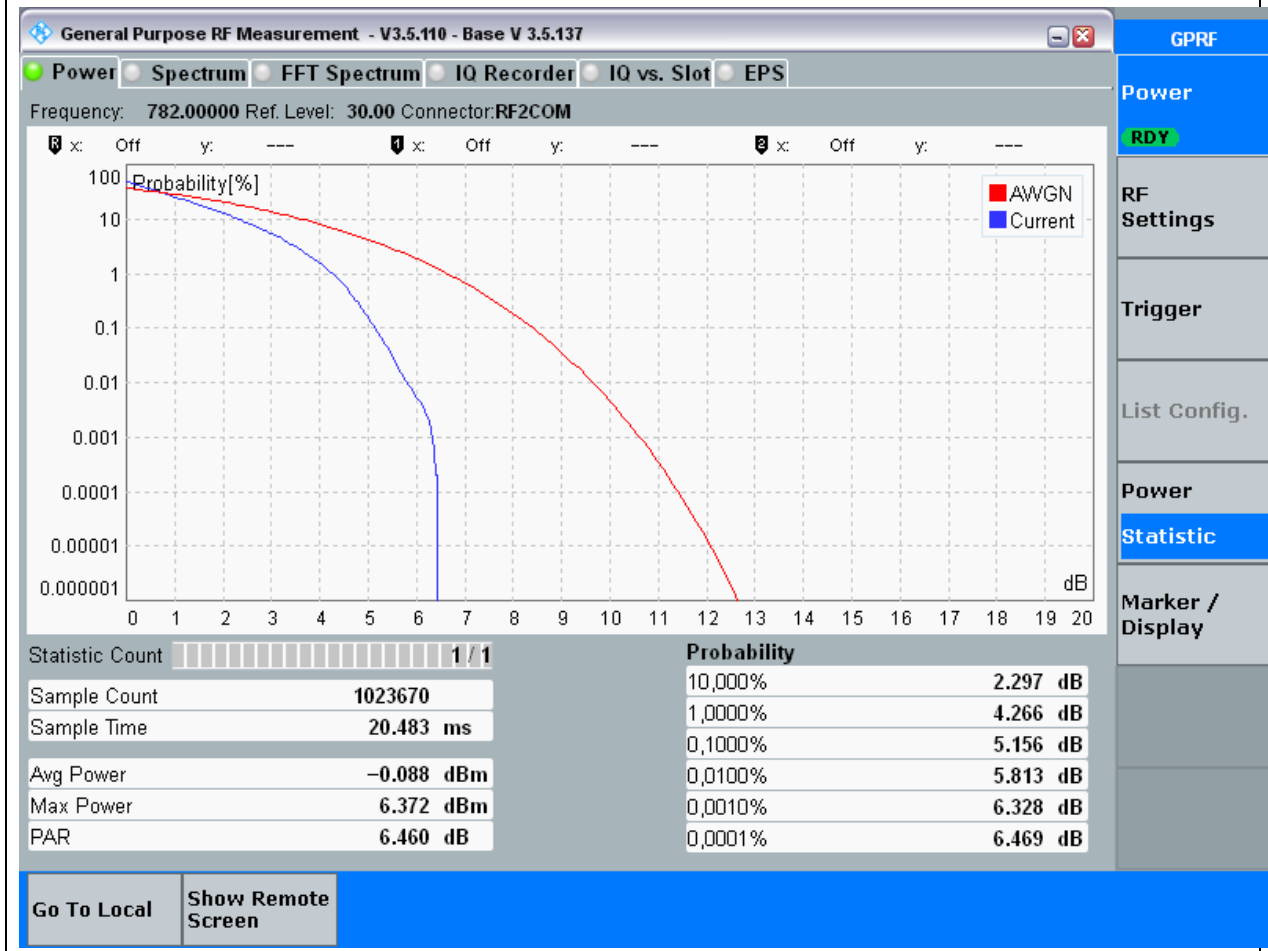 General Purpose RF Measurement - V3.5.110 - Base V 3.5.137
GPRF
Power Spectrum FFT Spectrum IQ Recorder IQ vs. Slot EPS
Frequency: 782.00000 Ref. Level: 30.00 Connector:RF2COM
R x: Off y: --- 1 x: Off y: --- 2 x: Off y: ---
Probability[%]
AWGN
Current
100
10
1
0.1
0.01
0.001
0.0001
0.00001
0.000001
dB
0 1 2 3 4 5 6 7 8 9 10 11 12 13 14 15 16 17 18 19 20
Statistic Count 1 / 1
Sample Count 1023670
Sample Time 20.483 ms
Avg Power −0.088 dBm
Max Power 6.372 dBm
PAR 6.460 dB
Probability
10,000% 2.297 dB
1,0000% 4.266 dB
0,1000% 5.156 dB
0,0100% 5.813 dB
0,0010% 6.328 dB
0,0001% 6.469 dB
Power
RDY
RF
Settings
Trigger
List Config.
Power
Statistic
Marker /
Display
Go To Local
Show Remote
Screen